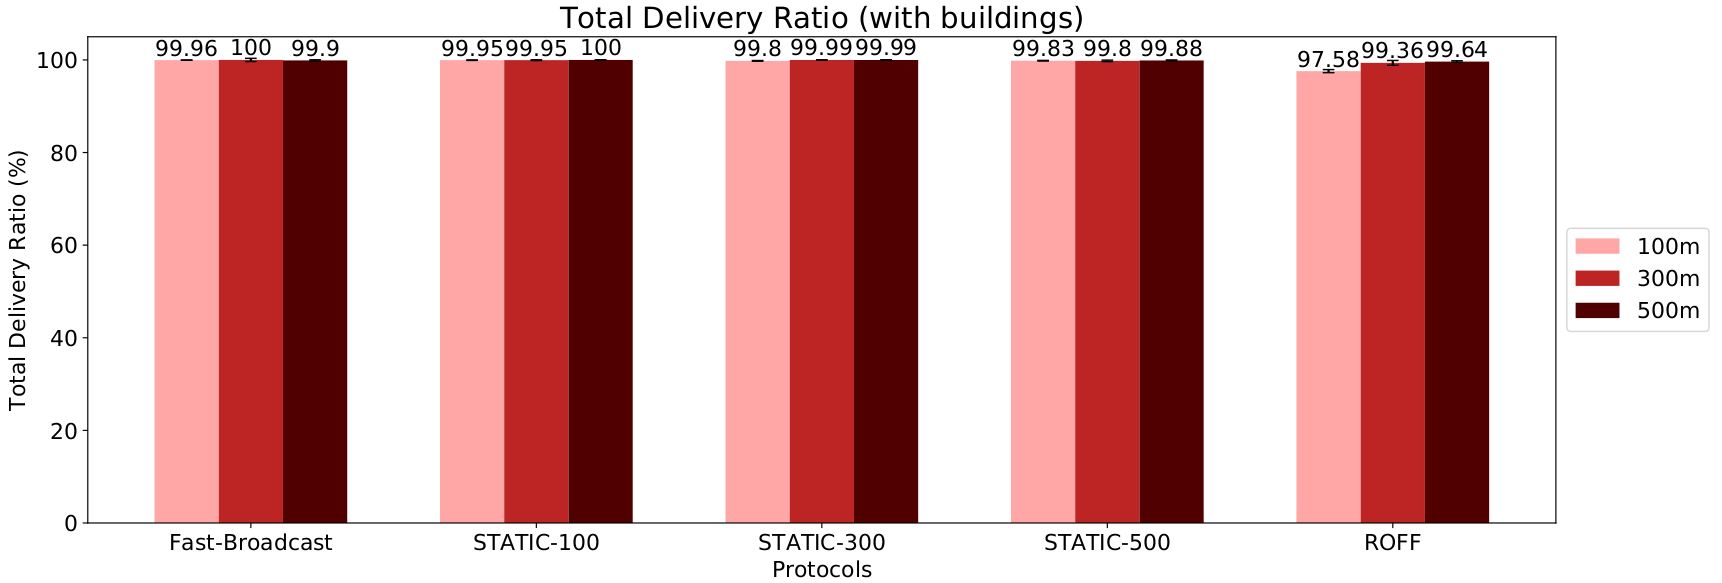 Total Delivery Ratio (with buildings)
99.96 100 99.9 99.95 99.95 100 99.8 99.99 99.99 99.83 99.8 99.88 97.58 99.36 99.64
Total Delivery Ratio (%)
100
80
60
40
20
0
100m
300m
500m
Fast-Broadcast STATIC-100 STATIC-300 STATIC-500 ROFF
Protocols